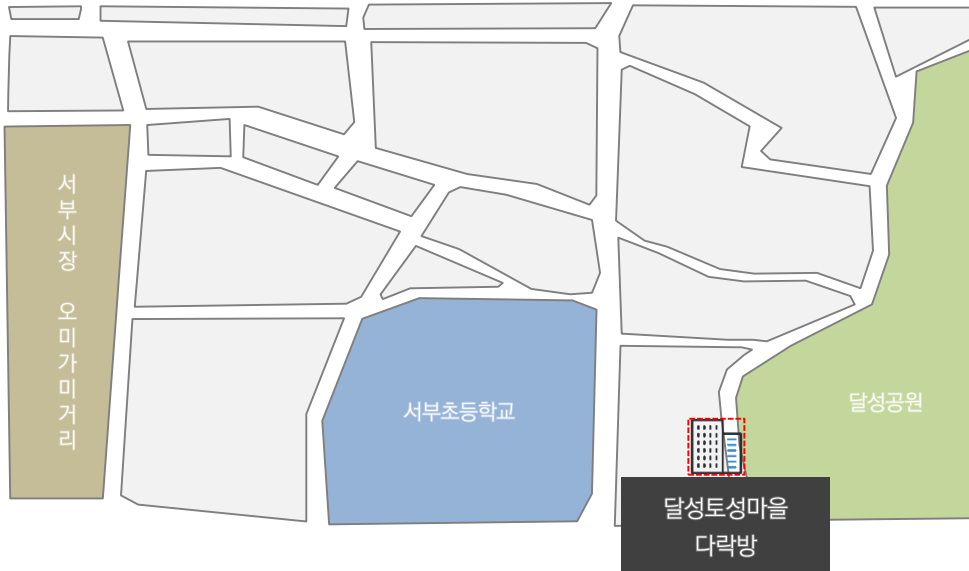 서부시장 오미가미거리
서부초등학교
달성공원
달성토성마을
다락방